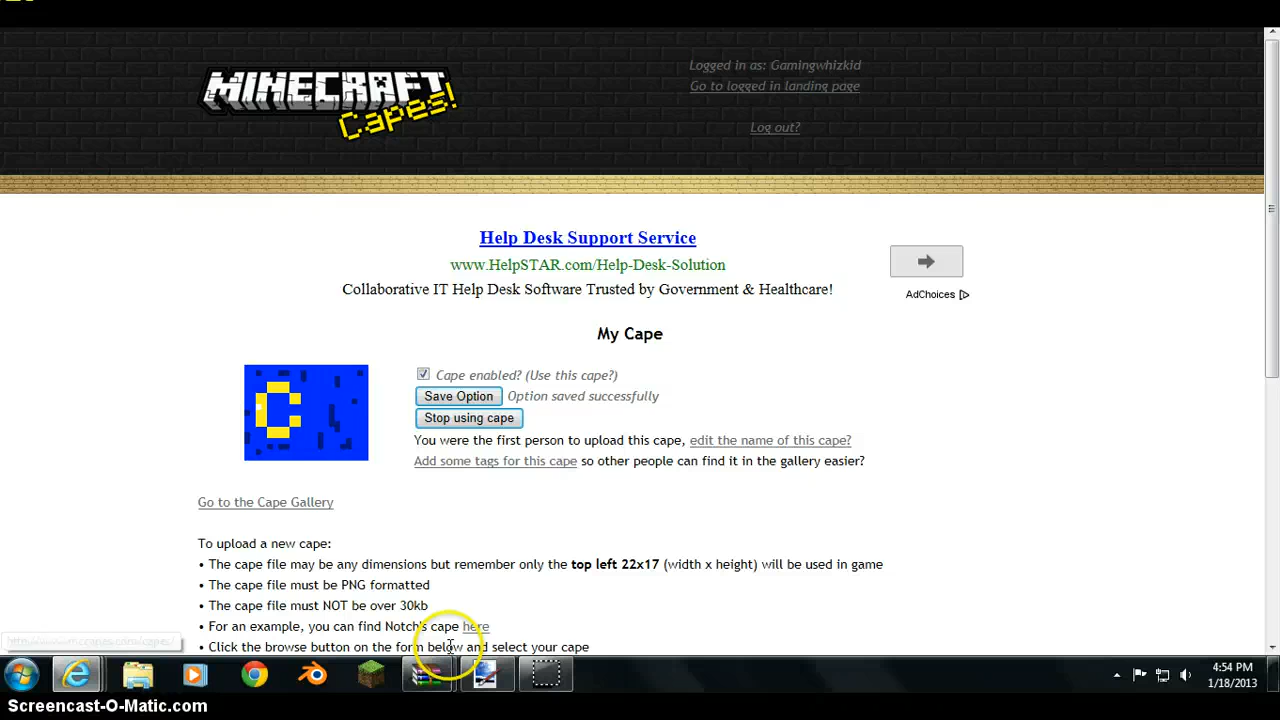 MINECRAFT
Capes!
Logged in as: Gamingwhizkid
Go to logged in landing page
Log out?
Help Desk Support Service
www.HelpSTAR.com/Help-Desk-Solution
Collaborative IT Help Desk Software Trusted by Government & Healthcare!
AdChoices
My Cape
Cape enabled? (Use this cape?)
Save Option Option saved successfully
Stop using cape
You were the first person to upload this cape, edit the name of this cape?
Add some tags for this cape so other people can find it in the gallery easier?
Go to the Cape Gallery
To upload a new cape:
• The cape file may be any dimensions but remember only the top left 22x17 (width x height) will be used in game
• The cape file must be PNG formatted
• The cape file must NOT be over 30kb
• For an example, you can find Notch's cape here
• Click the browse button on the form below and select your cape
4:54 PM
1/18/2013
Screencast-O-Matic.com